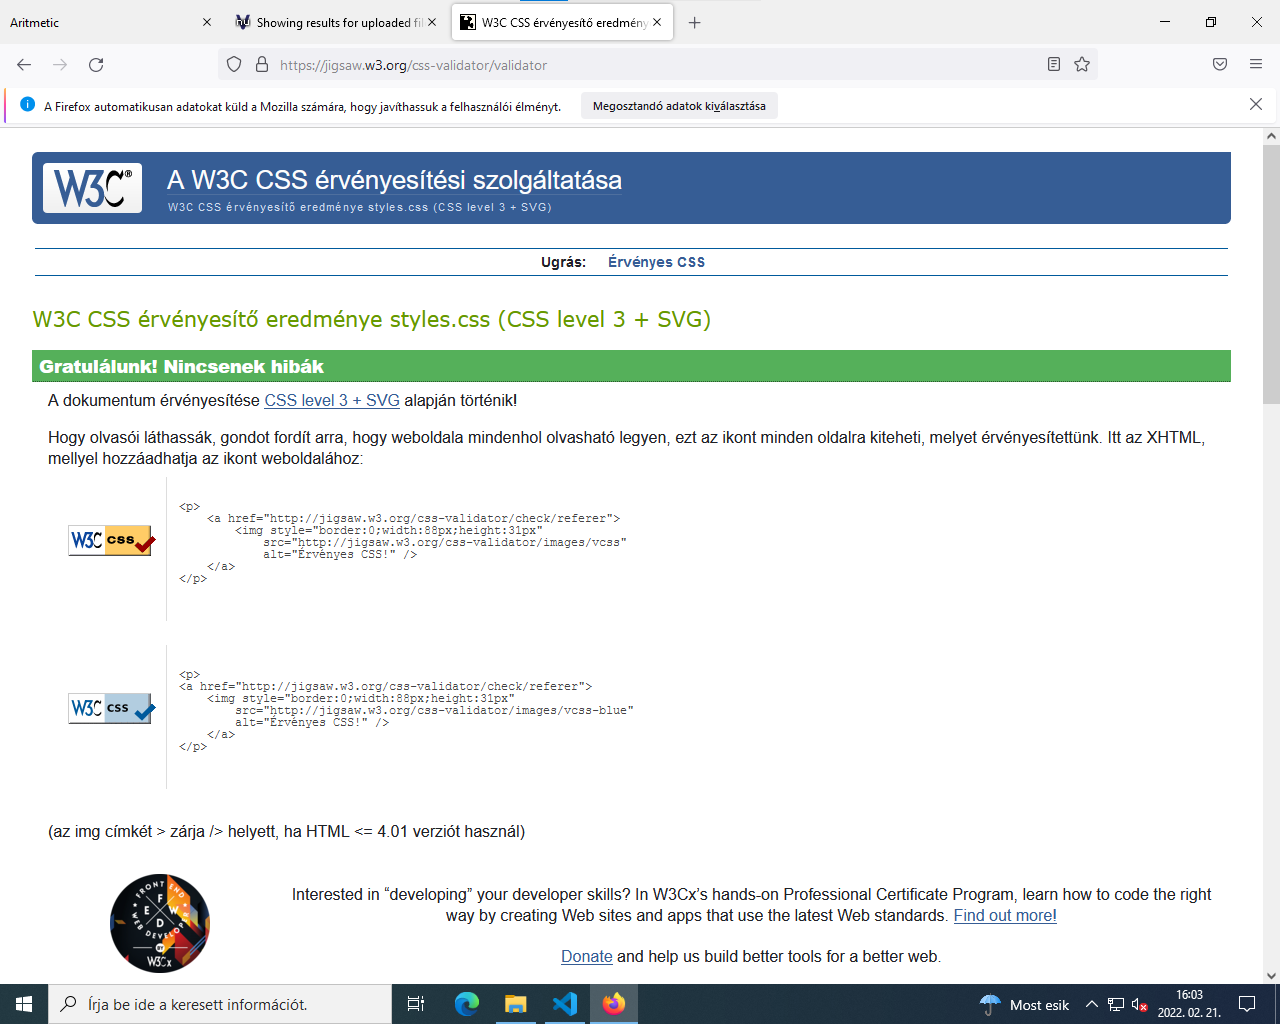 Aritmetic
Showing results for uploaded fil
W3C CSS érvényesítő eredmény
https://jigsaw.w3.org/css-validator/validator
A Firefox automatikusan adatokat küld a Mozilla számára, hogy javíthassuk a felhasználói élményt.
Megosztandó adatok kiválasztása
W3C®
A W3C CSS érvényesítési szolgáltatása
W3C CSS érvényesítő eredménye styles.css (CSS level 3 + SVG)
Ugrás: Érvényes CSS
W3C CSS érvényesítő eredménye styles.css (CSS level 3 + SVG)
Gratulálunk! Nincsenek hibák
A dokumentum érvényesítése CSS level 3 + SVG alapján történik!
Hogy olvasói láthassák, gondot fordít arra, hogy weboldala mindenhol olvasható legyen, ezt az ikont minden oldalra kiteheti, melyet érvényesítettünk. Itt az XHTML,
mellyel hozzáadhatja az ikont weboldalához:
W3C css
<p>
<a href="http://jigsaw.w3.org/css-validator/check/referer">
<img style="border:0;width:88px;height:31px"
src="http://jigsaw.w3.org/css-validator/images/vcss"
alt="Érvényes CSS!" />
</a>
</p>
W3C css
<p>
<a href="http://jigsaw.w3.org/css-validator/check/referer">
<img style="border:0;width:88px;height:31px"
src="http://jigsaw.w3.org/css-validator/images/vcss-blue"
alt="Érvényes CSS!" />
</a>
</p>
(az img címkét > zárja /> helyett, ha HTML <= 4.01 verziót használ)
FRONT END
WEB DEVELOPER
F
E E W
D
BY
W3Cx
Interested in “developing” your developer skills? In W3Cx’s hands-on Professional Certificate Program, learn how to code the right
way by creating Web sites and apps that use the latest Web standards. Find out more!
Donate and help us build better tools for a better web.
Írja be ide a keresett információt.
Most esik
16:03
2022. 02. 21.